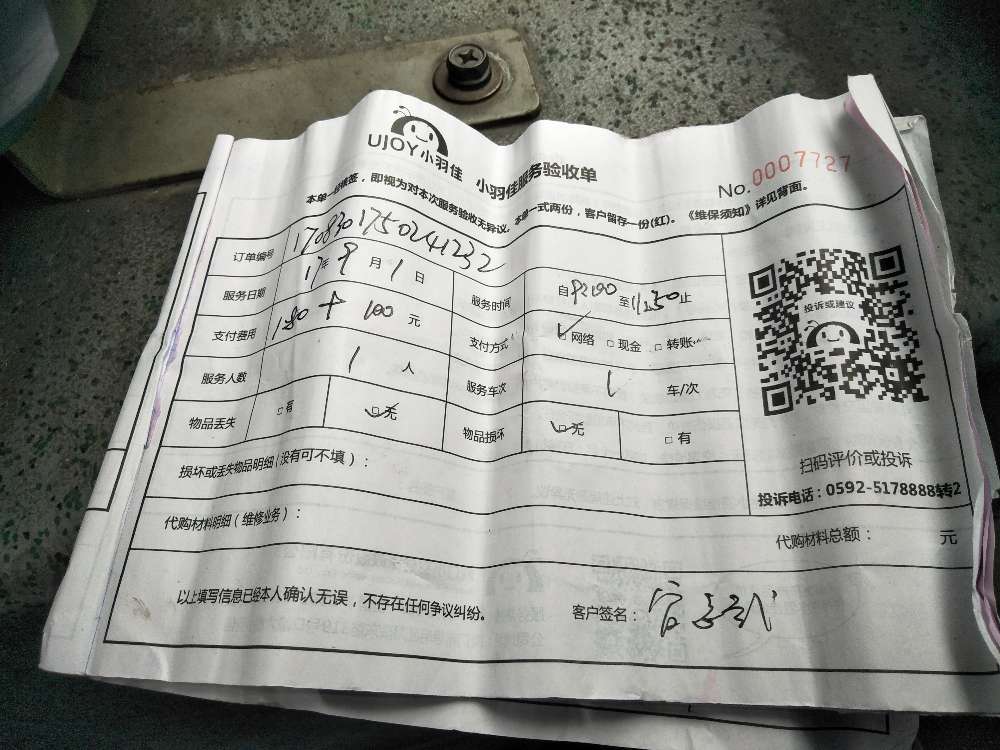 UJOY小羽佳 小羽佳服务验收单
No.0007727
本单一经填签，即视为对本次服务验收无异议。本单一式两份，客户留存一份(红)。《维保须知》详见背面。
订单编号 1708301750241232
服务日期 17年9月1日 服务时间 自 至 止
支付费用 180+100元 支付方式 ☑网络 □现金 □转账
服务人数 1人 服务车次 1 车/次
物品丢失 □有 ☑无 物品损坏 ☑无 □有
投诉或建议
扫码评价或投诉
投诉电话：0592-5178888转2
损坏或丢失物品明细（没有可不填）：
代购材料明细（维修业务）：
代购材料总额： 元
以上填写信息已经本人确认无误，不存在任何争议纠纷。
客户签名：